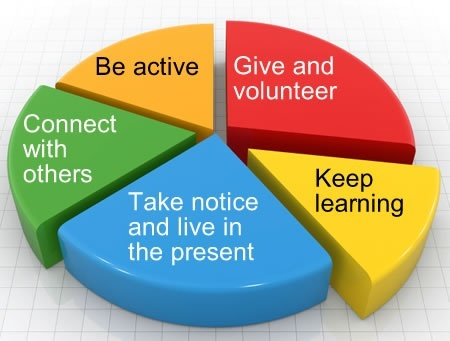 Be active
Give and
volunteer
Connect
with
others
Keep
learning
Take notice
and live in
the present